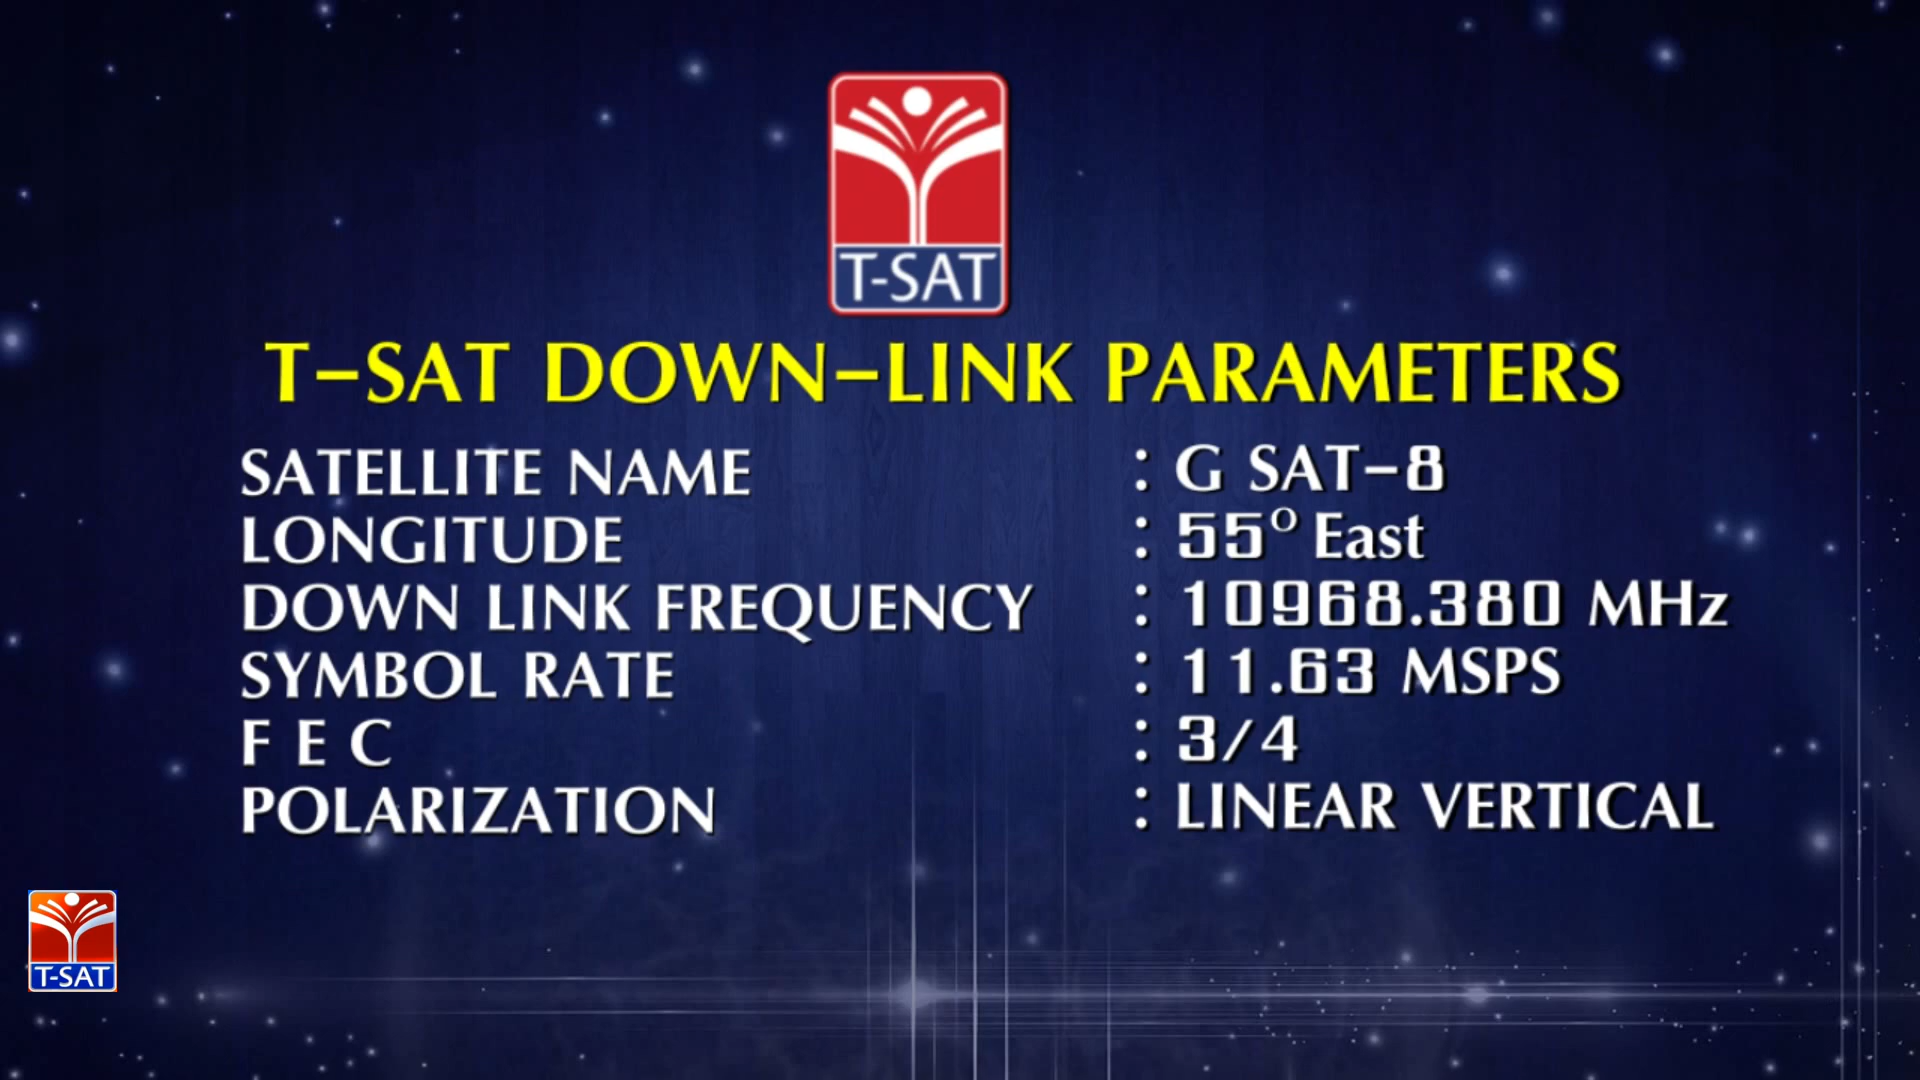 T-SAT
T-SAT DOWN-LINK PARAMETERS
SATELLITE NAME : G SAT-8
LONGITUDE : 55° East
DOWN LINK FREQUENCY : 10968.380 MHz
SYMBOL RATE : 11.63 MSPS
F E C : 3/4
POLARIZATION : LINEAR VERTICAL
T-SAT